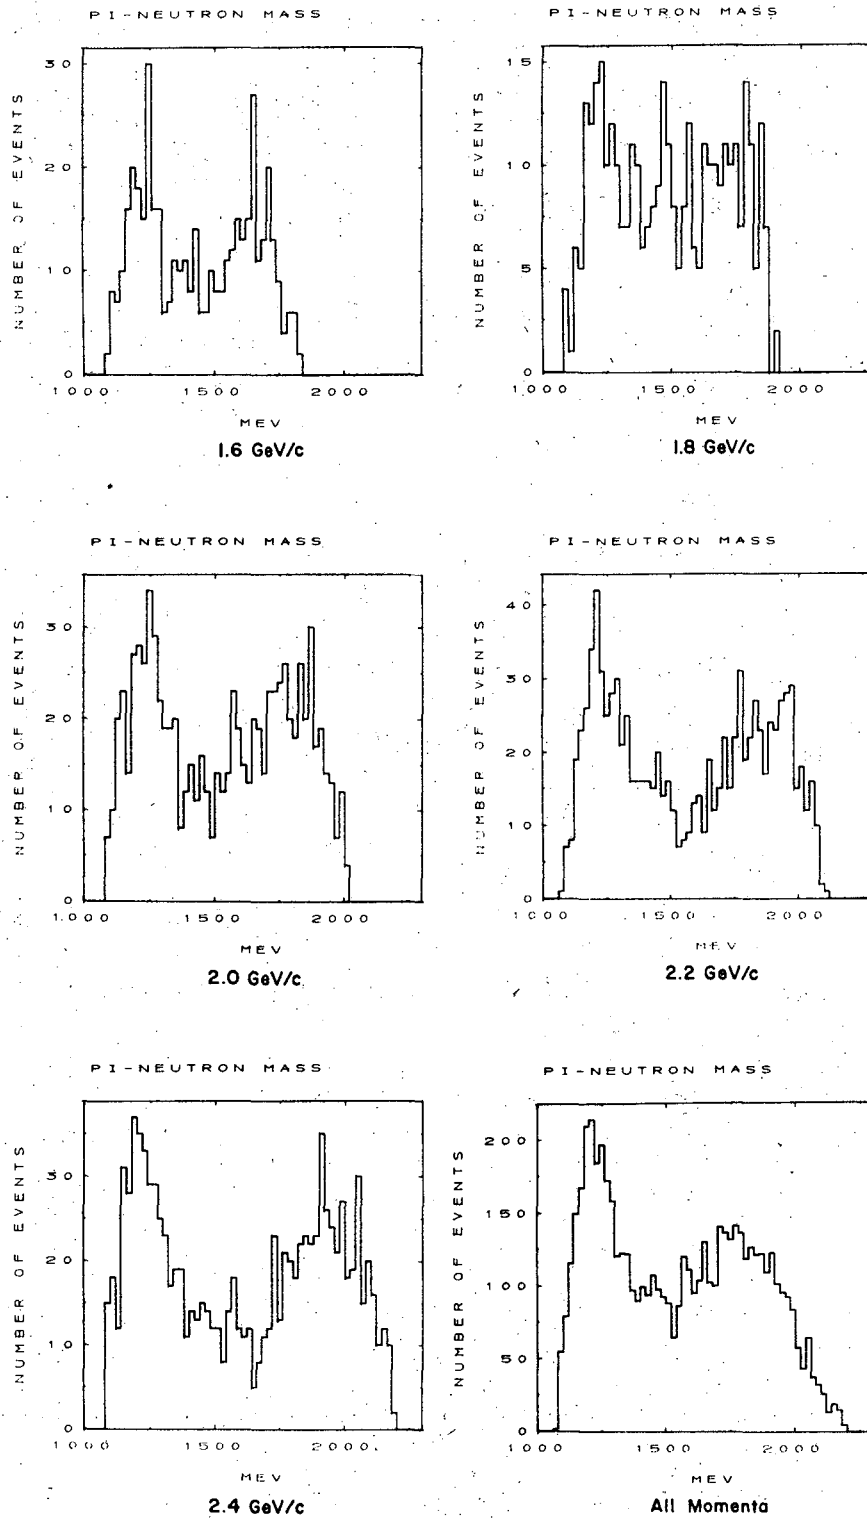 PI-NEUTRON MASS
NUMBER OF EVENTS
30
20
10
0
1000 1500 2000
MEV
1.6 GeV/c
PI-NEUTRON MASS
NUMBER OF EVENTS
15
10
5
0
1000 1500 2000
MEV
1.8 GeV/c
PI-NEUTRON MASS
NUMBER OF EVENTS
30
20
10
0
1000 1500 2000
MEV
2.0 GeV/c
PI-NEUTRON MASS
NUMBER OF EVENTS
40
30
20
10
0
1000 1500 2000
MEV
2.2 GeV/c
PI-NEUTRON MASS
NUMBER OF EVENTS
30
20
10
0
1000 1500 2000
MEV
2.4 GeV/c
PI-NEUTRON MASS
NUMBER OF EVENTS
200
150
100
50
0
1000 1500 2000
MEV
All Momenta